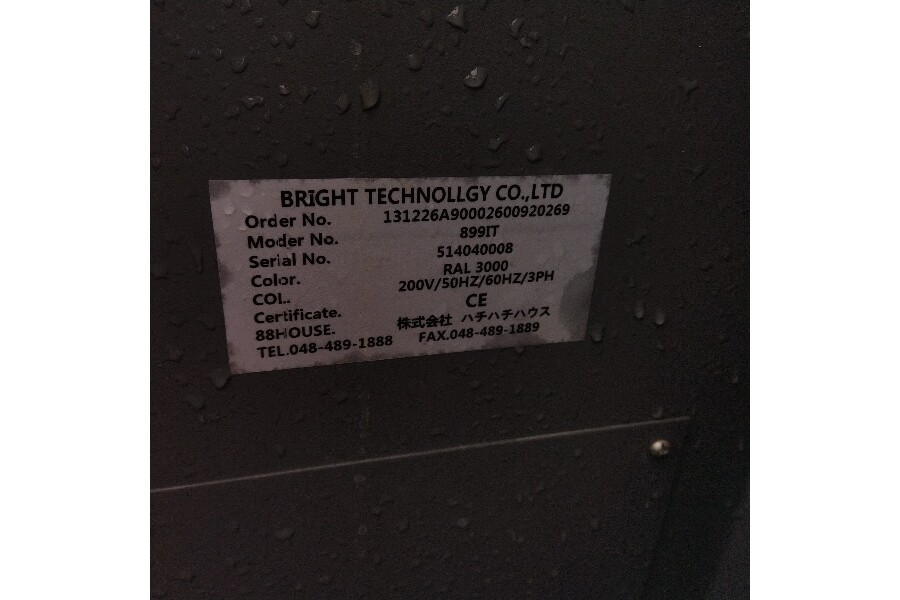 BRIGHT TECHNOLLGY CO.,LTD
Order No. 131226A90002600920269
Moder No. 899IT
Serial No. 514040008
Color. RAL 3000
COL. 200V/50HZ/60HZ/3PH
Certificate. CE
88HOUSE. 株式会社 ハチハチハウス
TEL.048-489-1888 FAX.048-489-1889